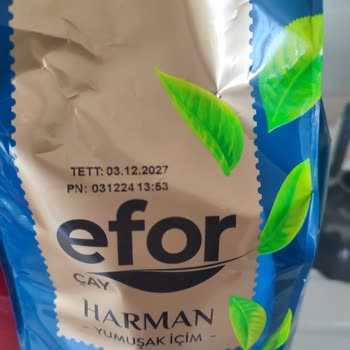 TETT: 03.12.2027
PN: 031224 13:53
efor
ÇAY
HARMAN
- YUMUŞAK İÇİM -